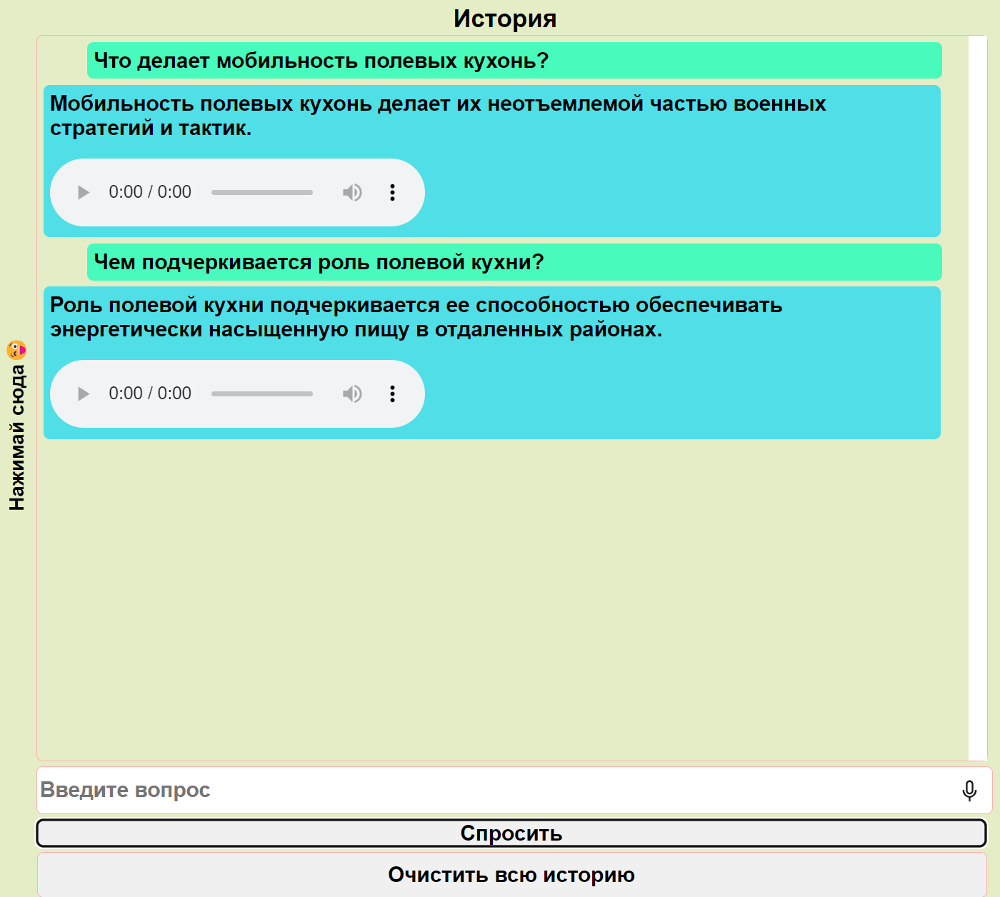 История
Что делает мобильность полевых кухонь?
Мобильность полевых кухонь делает их неотъемлемой частью военных
стратегий и тактик.
0:00 / 0:00
Чем подчеркивается роль полевой кухни?
Роль полевой кухни подчеркивается ее способностью обеспечивать
энергетически насыщенную пищу в отдаленных районах.
0:00 / 0:00
Нажимай сюда
Введите вопрос
Спросить
Очистить всю историю